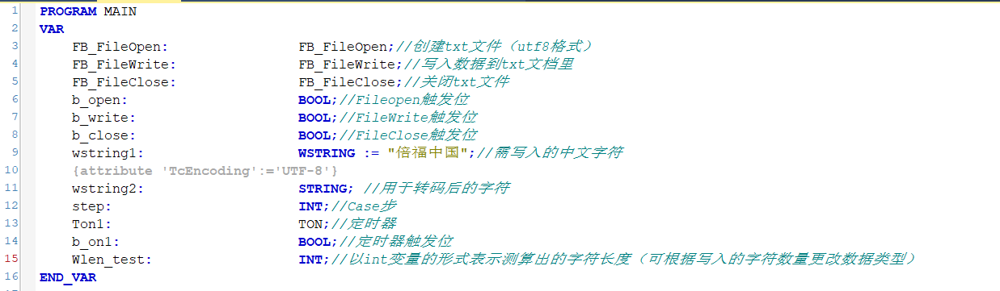 1 PROGRAM MAIN
2 VAR
3 FB_FileOpen: FB_FileOpen;//创建txt文件（utf8格式）
4 FB_FileWrite: FB_FileWrite;//写入数据到txt文档里
5 FB_FileClose: FB_FileClose;//关闭txt文件
6 b_open: BOOL;//Fileopen触发位
7 b_write: BOOL;//FileWrite触发位
8 b_close: BOOL;//FileClose触发位
9 wstring1: WSTRING := "倍福中国";//需写入的中文字符
10 {attribute 'TcEncoding':='UTF-8'}
11 wstring2: STRING; //用于转码后的字符
12 step: INT;//Case步
13 Ton1: TON;//定时器
14 b_on1: BOOL;//定时器触发位
15 Wlen_test: INT;//以int变量的形式表示测算出的字符长度（可根据写入的字符数量更改数据类型）
16 END_VAR